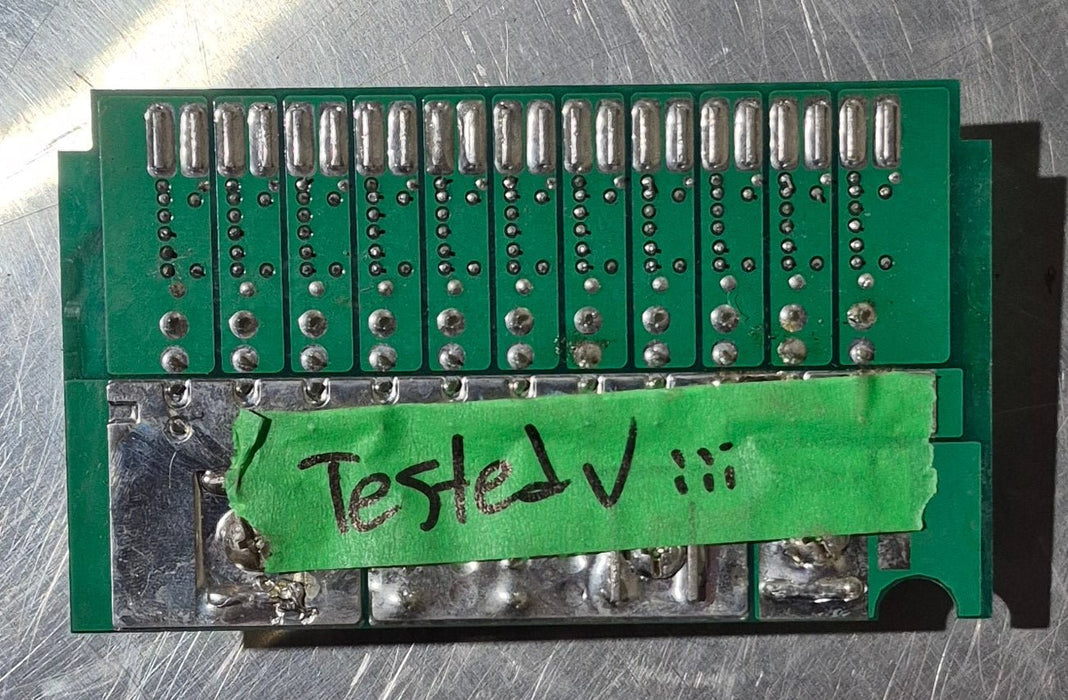 Tested √ :::